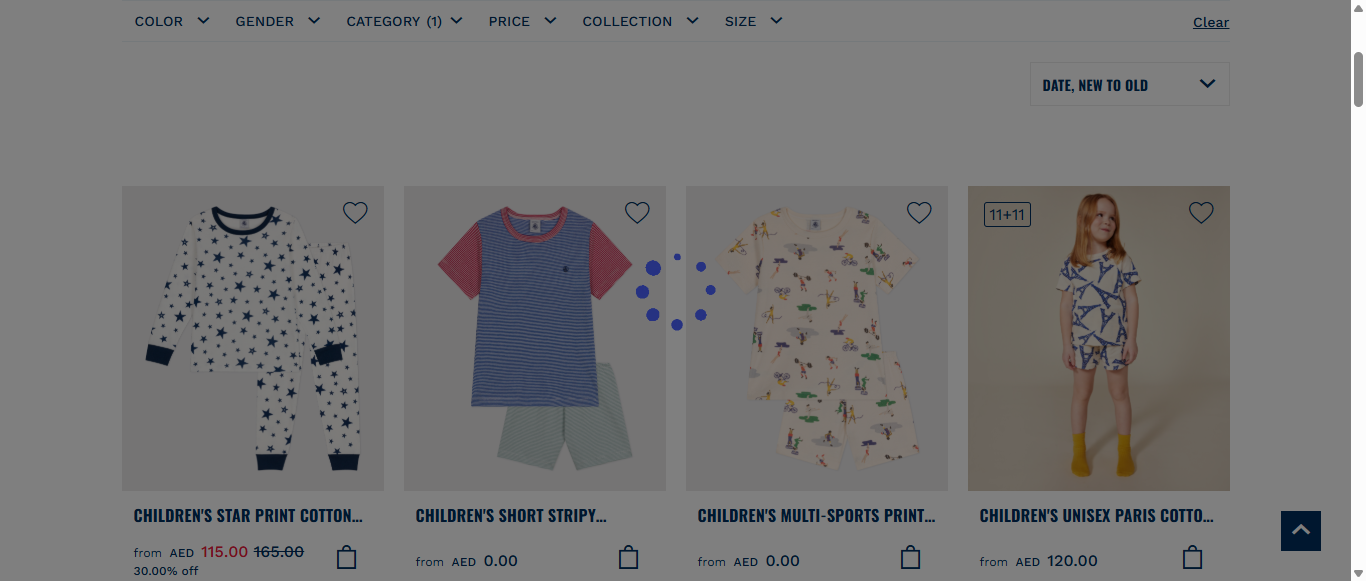 COLOR GENDER CATEGORY (1) PRICE COLLECTION SIZE Clear
DATE, NEW TO OLD
11+11
CHILDREN'S STAR PRINT COTTON...
from AED 115.00 165.00
30.00% off
CHILDREN'S SHORT STRIPY...
from AED 0.00
CHILDREN'S MULTI-SPORTS PRINT...
from AED 0.00
CHILDREN'S UNISEX PARIS COTTO...
from AED 120.00